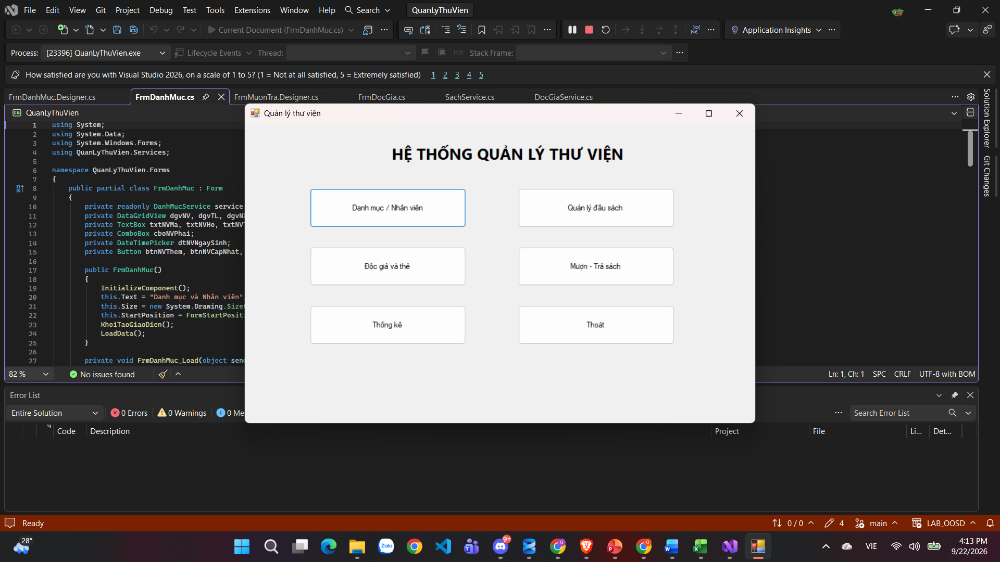 File Edit View Git Project Debug Test Tools Extensions Window Help Search QuanLyThuVien
Current Document (FrmDanhMuc.cs) Application Insights
Process: [23396] QuanLyThuVien.exe Lifecycle Events Thread: Stack Frame:
How satisfied are you with Visual Studio 2026, on a scale of 1 to 5? (1 = Not at all satisfied, 5 = Extremely satisfied) 1 2 3 4 5
FrmDanhMuc.Designer.cs FrmDanhMuc.cs FrmMuonTra.Designer.cs FrmDocGia.cs SachService.cs DocGiaService.cs
QuanLyThuVien
1 using System;
2 using System.Data;
3 using System.Windows.Forms;
4 using QuanLyThuVien.Services;
5
6 namespace QuanLyThuVien.Forms
7 {
8 public partial class FrmDanhMuc : Form
9 {
10 private readonly DanhMucService service
11 private DataGridView dgvNV, dgvTL,
12 private TextBox txtNVMa, txtNVHo,
13 private ComboBox cboNVPhai;
14 private DateTimePicker dtNVNgaySinh;
15 private Button btnNVThem, btnNVCapNhat,
16
17 public FrmDanhMuc()
18 {
19 InitializeComponent();
20 this.Text = "Danh mục và Nhân viên"
21 this.Size = new System.Drawing.Size(
22 this.StartPosition = FormStartPositi
23 KhoiTaoGiaoDien();
24 LoadData();
25 }
26
27 private void FrmDanhMuc_Load(object sen
82 % No issues found Ln: 1, Ch: 1 SPC CRLF UTF-8 with BOM
Quản lý thư viện
HỆ THỐNG QUẢN LÝ THƯ VIỆN
Danh mục / Nhân viên Quản lý đầu sách
Độc giả và thẻ Mượn - Trả sách
Thống kê Thoát
Solution Explorer
Git Changes
Error List
Entire Solution 0 Errors 0 Warnings 0 Me Search Error List
Code Description Project File Li... Det...
Ready 0 / 0 4 main LAB_OOSD
28° Zalo 9+ VIE 4:13 PM
9/22/2026